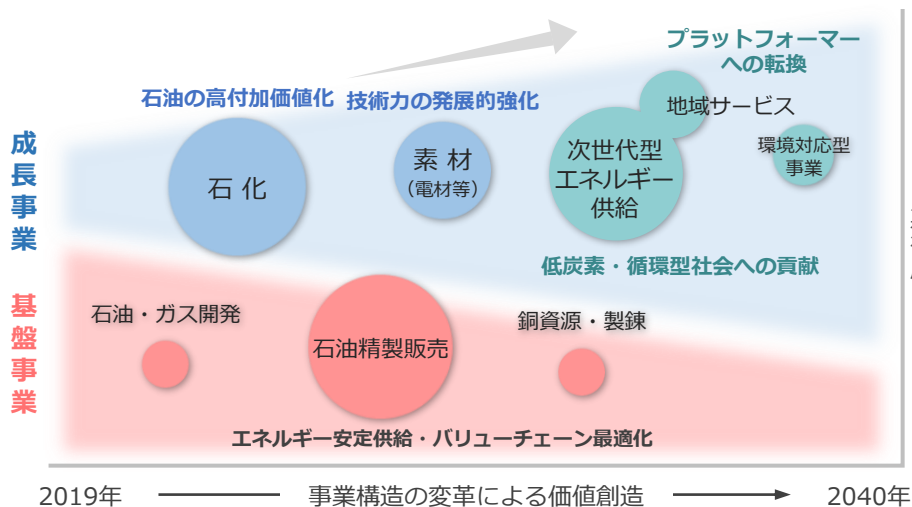 プラットフォーマー
への転換
石油の高付加価値化
技術力の発展的強化
地域サービス
成長事業
石 化
素 材
（電材等）
次世代型
エネルギー
供給
環境対応型
事業
低炭素・循環型社会への貢献
基盤事業
石油・ガス開発
石油精製販売
銅資源・製錬
エネルギー安定供給・バリューチェーン最適化
2019年
事業構造の変革による価値創造
2040年